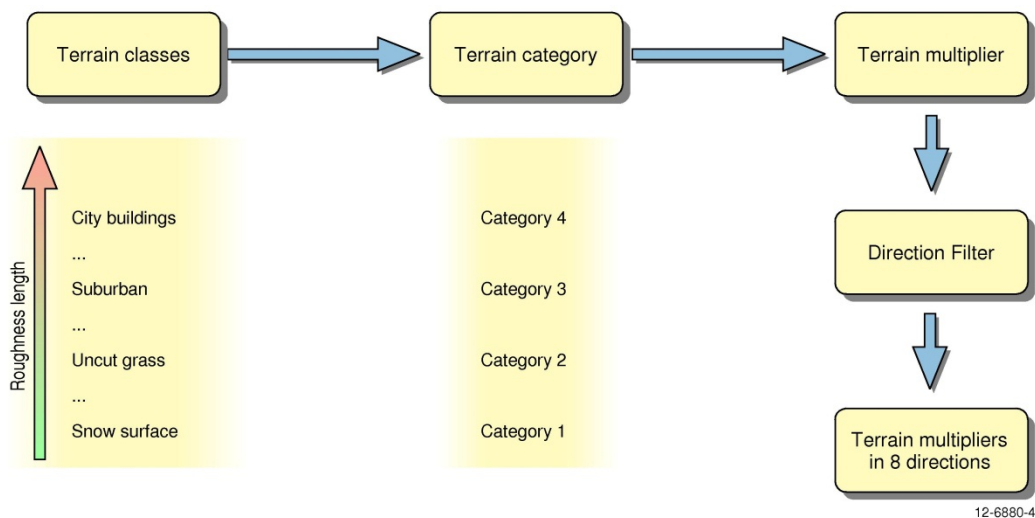 Terrain classes
Terrain category
Terrain multiplier
Roughness length
City buildings
...
Suburban
...
Uncut grass
...
Snow surface
Category 4
Category 3
Category 2
Category 1
Direction Filter
Terrain multipliers
in 8 directions
12-6880-4